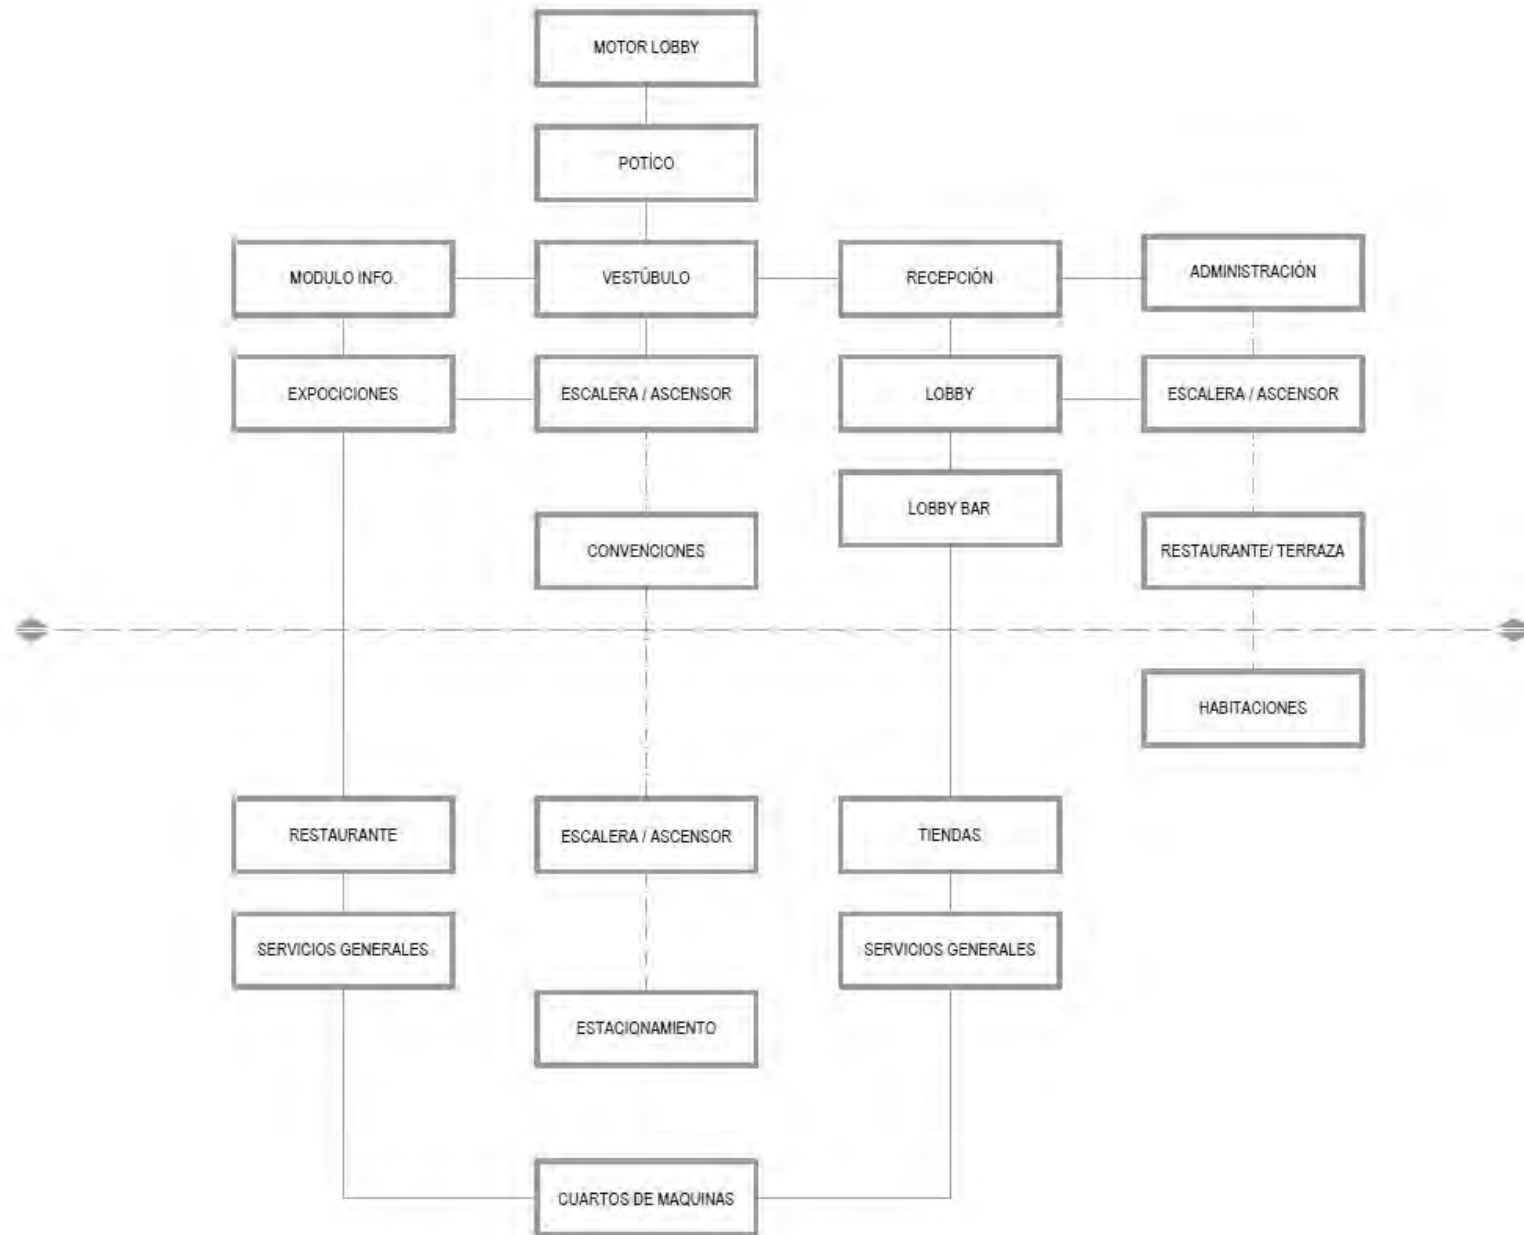 MOTOR LOBBY
POTÍCO
MODULO INFO.
VESTÚBULO
RECEPCIÓN
ADMINISTRACIÓN
EXPOCICIONES
ESCALERA / ASCENSOR
LOBBY
ESCALERA / ASCENSOR
LOBBY BAR
CONVENCIONES
RESTAURANTE/ TERRAZA
HABITACIONES
RESTAURANTE
ESCALERA / ASCENSOR
TIENDAS
SERVICIOS GENERALES
SERVICIOS GENERALES
ESTACIONAMIENTO
CUARTOS DE MAQUINAS